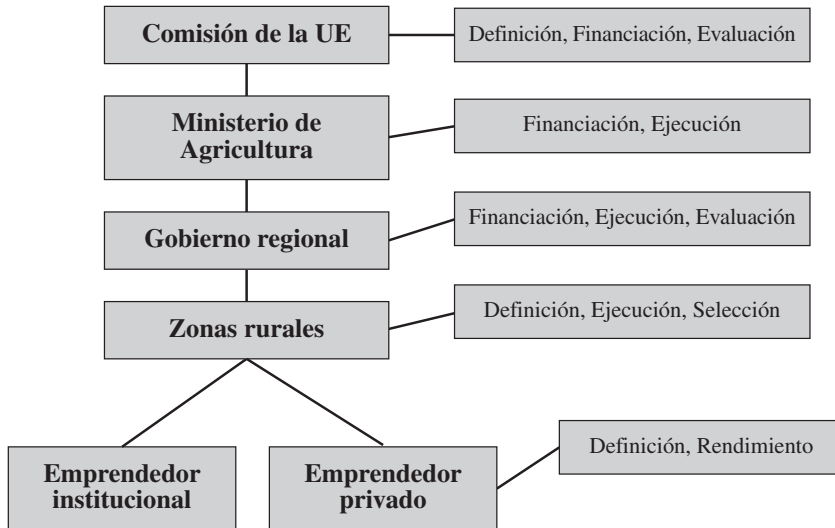 Comisión de la UE
Definición, Financiación, Evaluación
Ministerio de
Agricultura
Financiación, Ejecución
Gobierno regional
Financiación, Ejecución, Evaluación
Zonas rurales
Definición, Ejecución, Selección
Emprendedor
institucional
Emprendedor
privado
Definición, Rendimiento